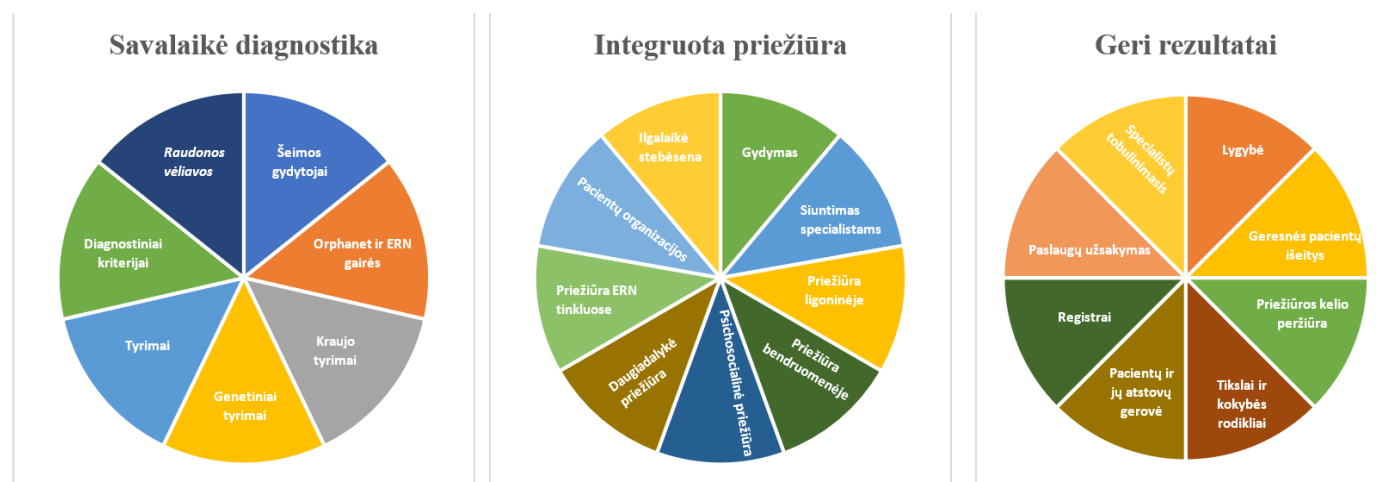 Savalaikė diagnostika
Šeimos
gydytojai
Orphanet ir ERN
gairės
Kraujo
tyrimai
Genetiniai
tyrimai
Tyrimai
Diagnostiniai
kriterijai
Raudonos
vėliavos
Integruota priežiūra
Gydymas
Siuntimas
specialistams
Priežiūra
ligoninėje
Priežiūra
bendruomenėje
Psichosocialinė priežiūra
Daugiadalykė
priežiūra
Priežiūra ERN
tinkluose
Pacientų organizacijos
Ilgalaikė
stebėsena
Geri rezultatai
Lygybė
Geresnės pacientų
išeitys
Priežiūros kelio
peržiūra
Tikslai ir
kokybės
rodikliai
Pacientų ir
jų atstovų
gerovė
Registrai
Paslaugų užsakymas
Specialistų
tobulinimasis